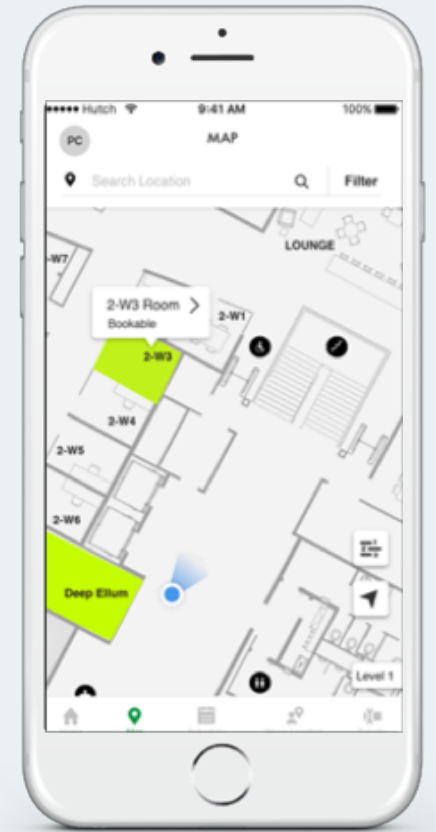 Hutch
9:41 AM
100%
PC
MAP
Search Location
Filter
LOUNGE
-W7
2-W3 Room
Bookable
2-W1
2-W3
2-W4
2-W5
2-W6
Deep Ellum
Level 1